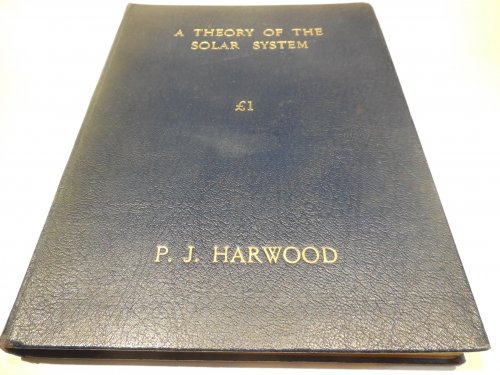 A THEORY OF THE
SOLAR SYSTEM
£1
P. J. HARWOOD